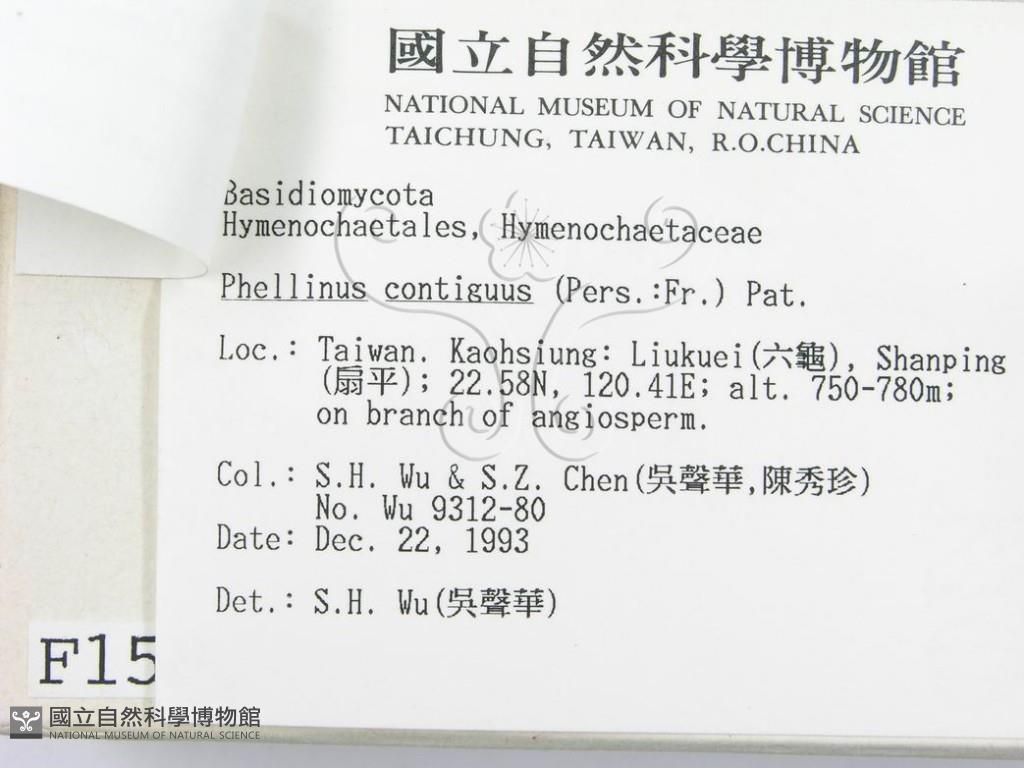 國立自然科學博物館
NATIONAL MUSEUM OF NATURAL SCIENCE
TAICHUNG, TAIWAN, R.O.CHINA
Basidiomycota
Hymenochaetales, Hymenochaetaceae
Phellinus contiguus (Pers.:Fr.) Pat.
Loc.: Taiwan. Kaohsiung: Liukuei(六龜), Shanping
(扇平); 22.58N, 120.41E; alt. 750-780m;
on branch of angiosperm.
Col.: S.H. Wu & S.Z. Chen(吳聲華,陳秀珍)
No. Wu 9312-80
Date: Dec. 22, 1993
Det.: S.H. Wu(吳聲華)
F15
國立自然科學博物館
NATIONAL MUSEUM OF NATURAL SCIENCE